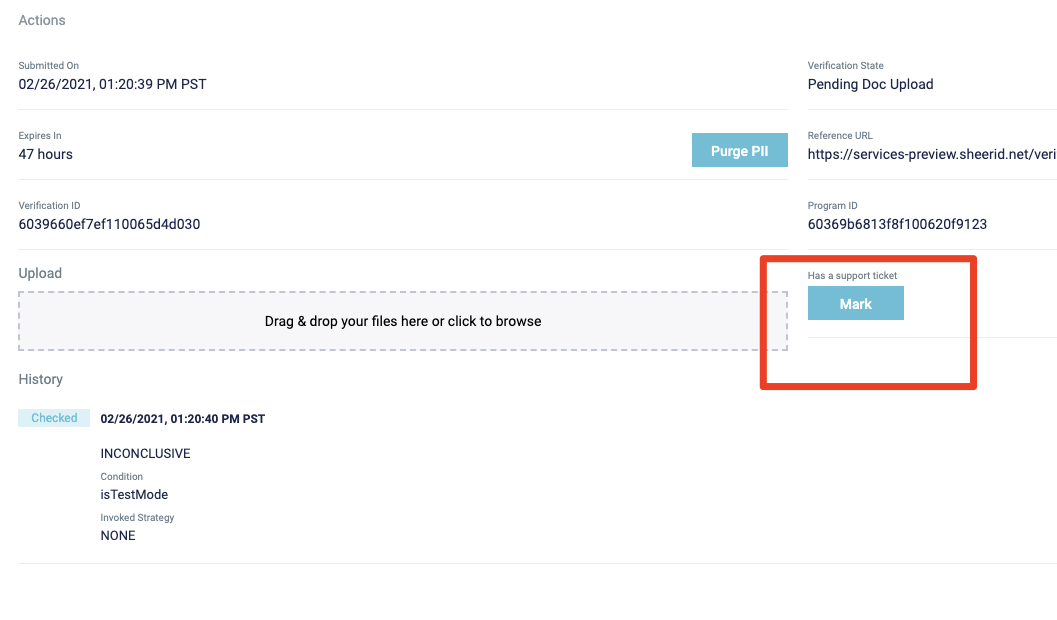 Actions
Submitted On
02/26/2021, 01:20:39 PM PST
Verification State
Pending Doc Upload
Expires In
47 hours
Purge PII
Reference URL
https://services-preview.sheerid.net/veri
Verification ID
6039660ef7ef110065d4d030
Program ID
60369b6813f8f100620f9123
Upload
Drag & drop your files here or click to browse
Has a support ticket
Mark
History
Checked
02/26/2021, 01:20:40 PM PST
INCONCLUSIVE
Condition
isTestMode
Invoked Strategy
NONE